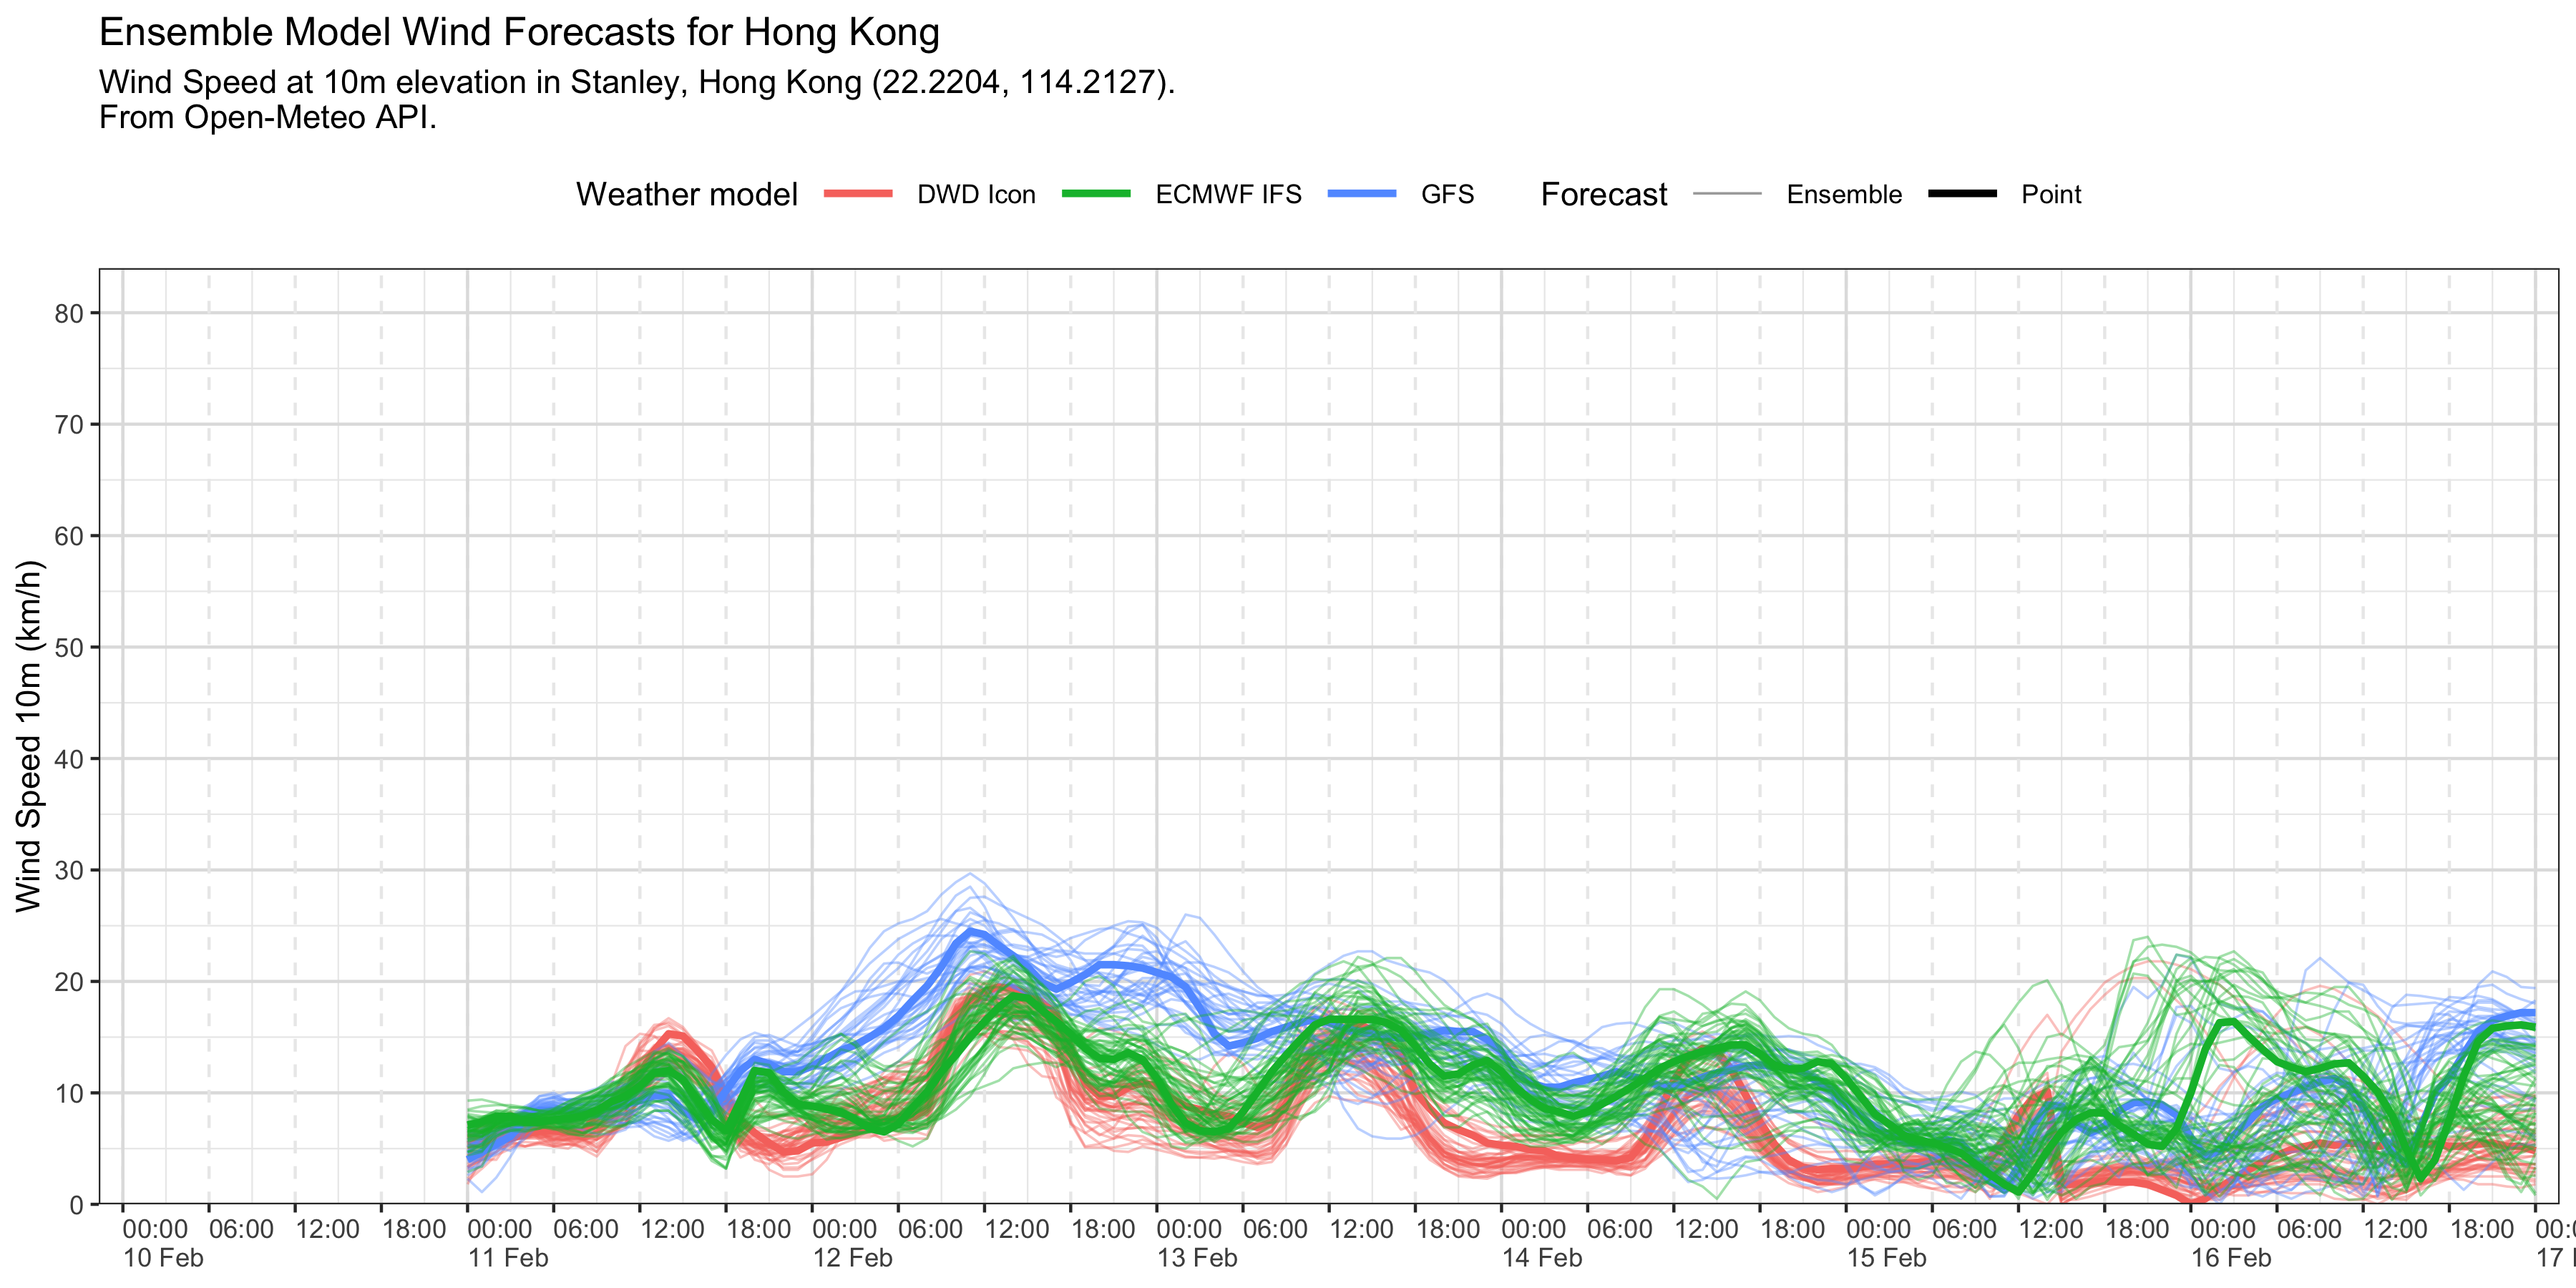 Ensemble Model Wind Forecasts for Hong Kong
Wind Speed at 10m elevation in Stanley, Hong Kong (22.2204, 114.2127).
From Open-Meteo API.
Weather model DWD Icon ECMWF IFS GFS Forecast Ensemble Point
Wind Speed 10m (km/h)
80
70
60
50
40
30
20
10
0
00:00 06:00 12:00 18:00 00:00 06:00 12:00 18:00 00:00 06:00 12:00 18:00 00:00 06:00 12:00 18:00 00:00 06:00 12:00 18:00 00:00 06:00 12:00 18:00 00:00 06:00 12:00 18:00
10 Feb 11 Feb 12 Feb 13 Feb 14 Feb 15 Feb 16 Feb 17